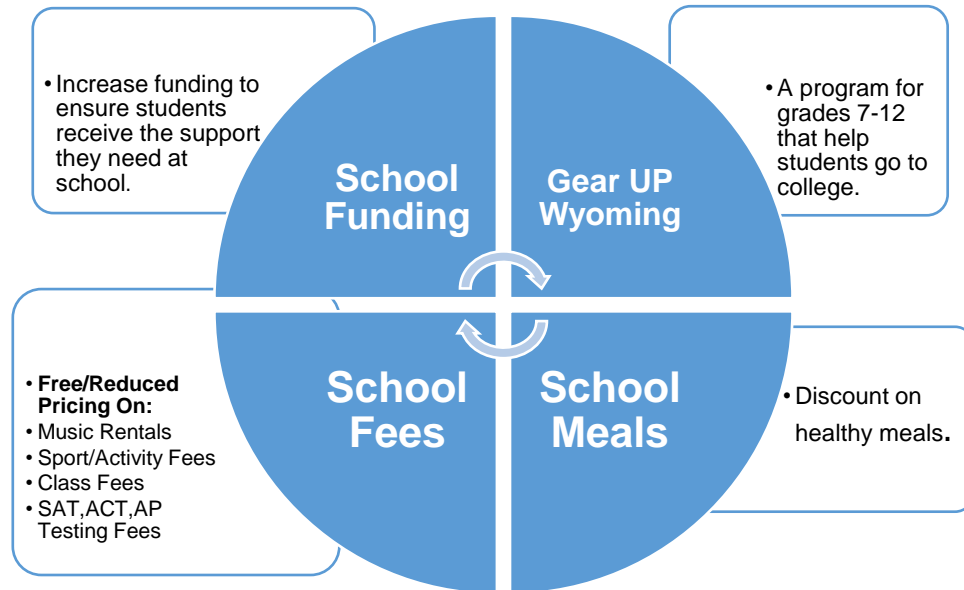 • Increase funding to
ensure students
receive the support
they need at
school.
School
Funding
Gear UP
Wyoming
• A program for
grades 7-12
that help
students go to
college.
• Free/Reduced
Pricing On:
• Music Rentals
• Sport/Activity Fees
• Class Fees
• SAT,ACT,AP
Testing Fees
School
Fees
School
Meals
• Discount on
healthy meals.